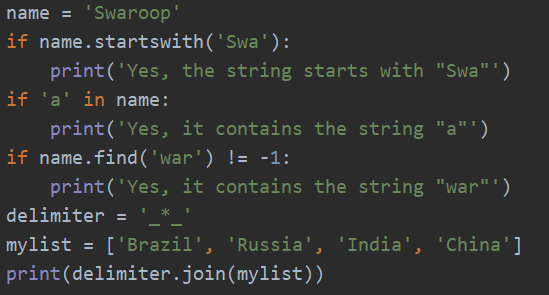 name = 'Swaroop'
if name.startswith('Swa'):
    print('Yes, the string starts with "Swa"')
if 'a' in name:
    print('Yes, it contains the string "a"')
if name.find('war') != -1:
    print('Yes, it contains the string "war"')
delimiter = '_*_'
mylist = ['Brazil', 'Russia', 'India', 'China']
print(delimiter.join(mylist))